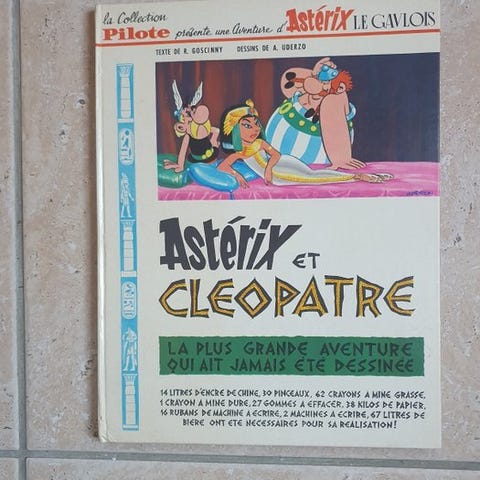 la Collection
Pilote présente une Aventure d'Astérix LE GAVLOIS
TEXTE DE R. GOSCINNY DESSINS DE A. UDERZO
Astérix ET
CLEOPATRE
LA PLUS GRANDE AVENTURE
QUI AIT JAMAIS ÉTÉ DESSINÉE
14 LITRES D'ENCRE DE CHINE, 30 PINCEAUX, 62 CRAYONS A MINE GRASSE,
1 CRAYON A MINE DURE, 27 GOMMES A EFFACER, 38 KILOS DE PAPIER,
16 RUBANS DE MACHINE A ECRIRE, 2 MACHINES A ECRIRE, 67 LITRES DE
BIERE ONT ETE NECESSAIRES POUR SA REALISATION!